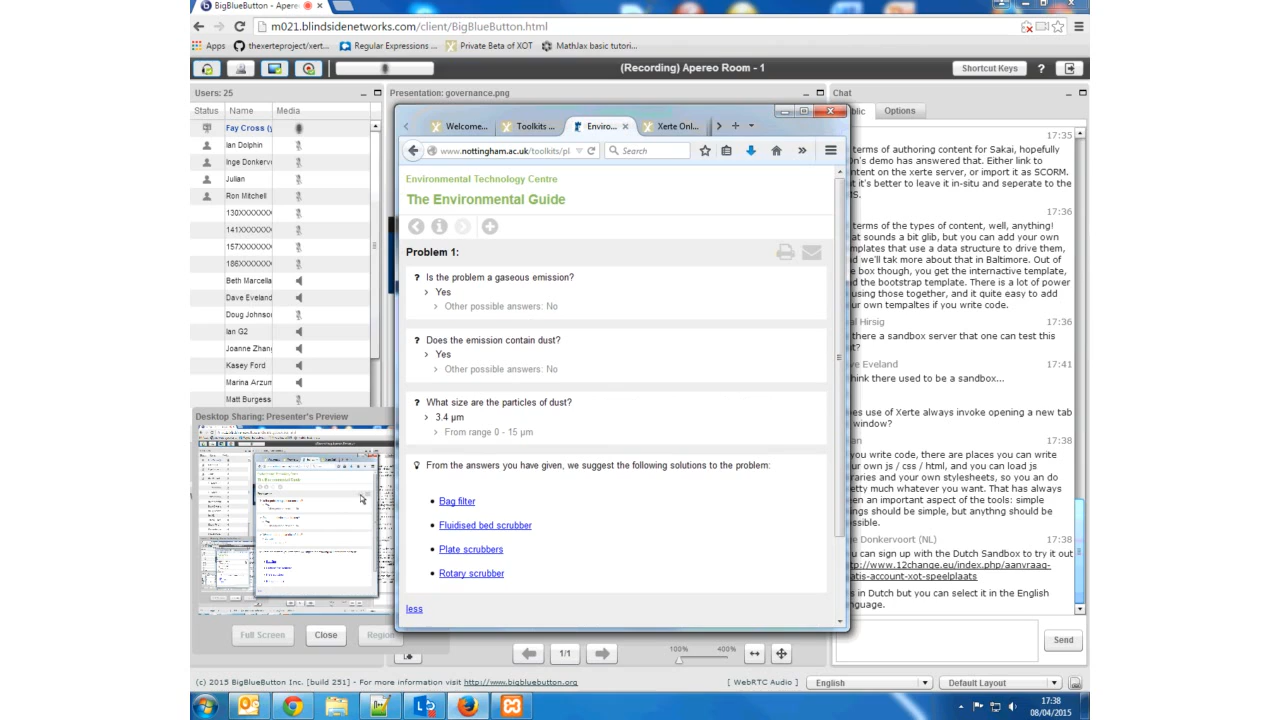 BigBlueButton - Apere
m021.blindsidenetworks.com/client/BigBlueButton.html
Apps
thexerteproject/xert...
Regular Expressions ...
Private Beta of XOT
MathJax basic tutori...
(Recording) Apereo Room - 1
Shortcut Keys
?
Users: 25
Presentation: governance.png
Chat
Status
Name
Media
Options
Fay Cross (y
Ian Dolphin
Inge Donkerv
Julian
Ron Mitchell
130XXXXXX
141XXXXXX
157XXXXXX
186XXXXXX
Beth Marcella
Dave Eveland
Doug Johnso
Ian G2
Joanne Zhan
Kasey Ford
Marina Arzum
Matt Burgess
Desktop Sharing: Presenter's Preview
Full Screen
Close
Region
Welcome...
Toolkits ...
Enviro...
Xerte Onl...
www.nottingham.ac.uk/toolkits/pl
Search
Environmental Technology Centre
The Environmental Guide
Problem 1:
? Is the problem a gaseous emission?
> Yes
> Other possible answers: No
? Does the emission contain dust?
> Yes
> Other possible answers: No
? What size are the particles of dust?
> 3.4 μm
> From range 0 - 15 μm
From the answers you have given, we suggest the following solutions to the problem:
• Bag filter
• Fluidised bed scrubber
• Plate scrubbers
• Rotary scrubber
less
17:35
terms of authoring content for Sakai, hopefully
n's demo has answered that. Either link to
ntent on the xerte server, or import it as SCORM.
t it's better to leave it in-situ and seperate to the
S.
17:36
terms of the types of content, well, anything!
at sounds a bit glib, but you can add your own
mplates that use a data structure to drive them,
d we'll tak more about that in Baltimore. Out of
e box though, you get the internactive template,
d the bootstrap template. There is a lot of power
using those together, and it quite easy to add
ur own tempaltes if you write code.
al Hirsig 17:36
there a sandbox server that one can test this
t?
ve Eveland 17:41
hink there used to be a sandbox...
es use of Xerte always invoke opening a new tab
window?
an 17:38
you write code, there are places you can write
ur own js / css / html, and you can load js
raries and your own stylesheets, so you an do
etty much whatever you want. That has always
en an important aspect of the tools: simple
ings should be simple, but anything should be
ssible.
e Donkervoort (NL) 17:38
u can sign up with the Dutch Sandbox to try it out
p://www.12change.eu/index.php/aanvraag-
atis-account-xot-speelplaats
s in Dutch but you can select it in the English
nguage.
Send
1/1
100%
400%
(c) 2015 BigBlueButton Inc. [build 251] - For more information visit http://www.bigbluebutton.org
[ WebRTC Audio ]
English
Default Layout
17:38
08/04/2015